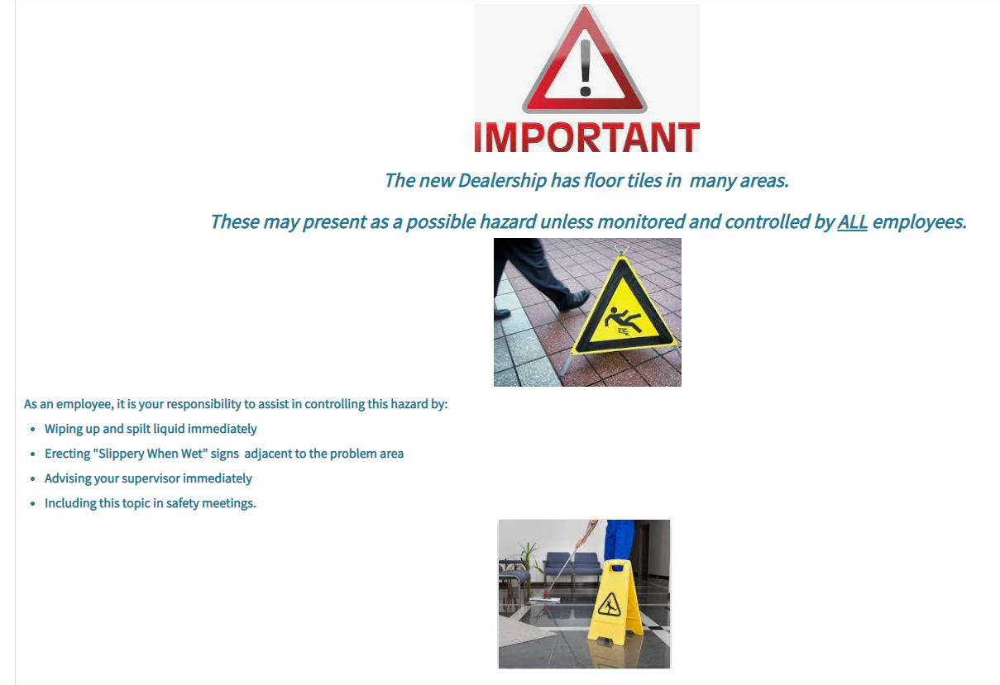 IMPORTANT
The new Dealership has floor tiles in many areas.
These may present as a possible hazard unless monitored and controlled by ALL employees.
As an employee, it is your responsibility to assist in controlling this hazard by:
• Wiping up and spilt liquid immediately
• Erecting "Slippery When Wet" signs adjacent to the problem area
• Advising your supervisor immediately
• Including this topic in safety meetings.